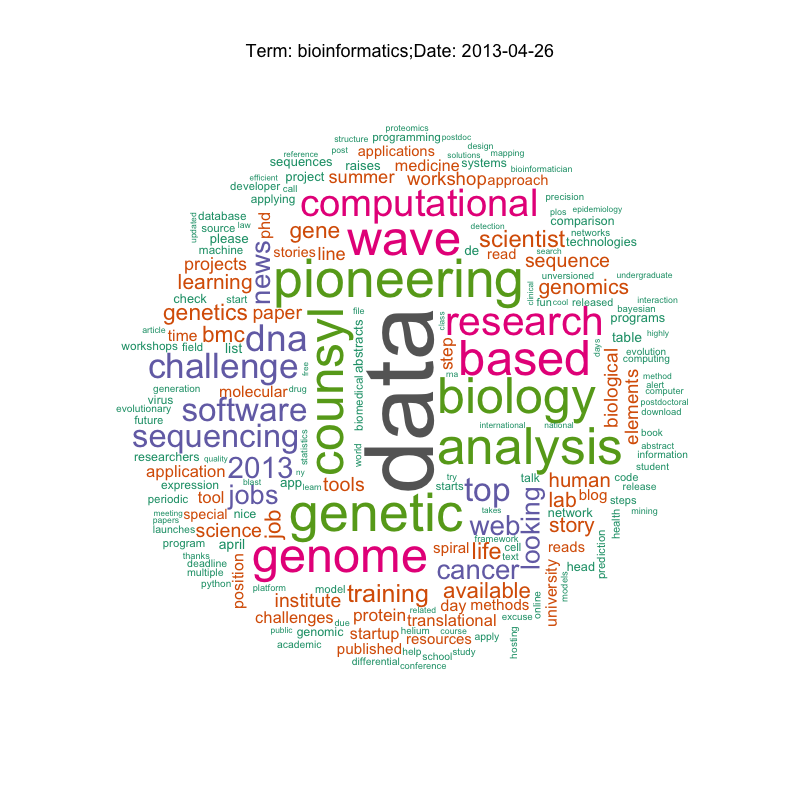 Term: bioinformatics;Date: 2013-04-26
proteomics
structure programming postdoc
reference post applications design
sequences raises medicine systems solutions mapping
efficient project summer workshop approach bioinformatician
developer call
applying computational precision
database phd gene wave plos epidemiology
updated source law scientist detection comparison
please networks
machine news stories line de read technologies
projects search
learning pioneering sequence unversioned undergraduate
check start clinical genomics
genetics paper file fun cool released interaction
article bmc dna counsyl data class research bayesian programs
time step table highly
workshops field list abstracts days evolution
challenge free based computing
generation molecular drug rna biology biological elements method
virus alert computer
evolutionary software biomedical postdoctoral
future download
sequencing statistics international national book
researchers quality world analysis abstract
2013 ny information
application blast app try talk human code student
expression learn tools starts top release
periodic tool jobs genetic lab blog steps
meeting special nice takes network mining
papers job web looking story health
launches science
program april framework
thanks genome spiral life cell reads prediction
deadline text head
multiple position cancer university models
python platform model training available
institute related day methods online
challenges due protein translational excuse
public genomic startup helium course apply hosting
academic resources
published help school study
differential conference